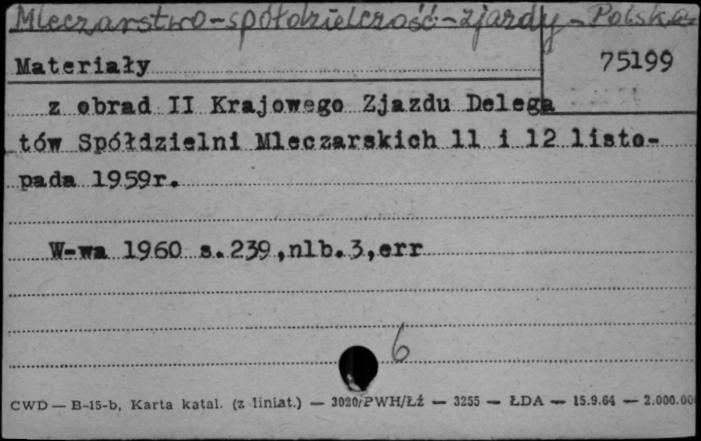 Mleczarstwo-spółdzielczość-zjazdy-Polska
Materiały
75199
z obrad II Krajowego Zjazdu Delega
tów Spółdzielni Mleczarskich 11 i 12 listo-
pada 1959r.
W-wa 1960 s.239,nlb.3,err
6
CWD — B-15-b, Karta katal. (z liniat.) — 3020/PWH/Łź — 3255 — ŁDA — 15.9.64 — 2.000.00